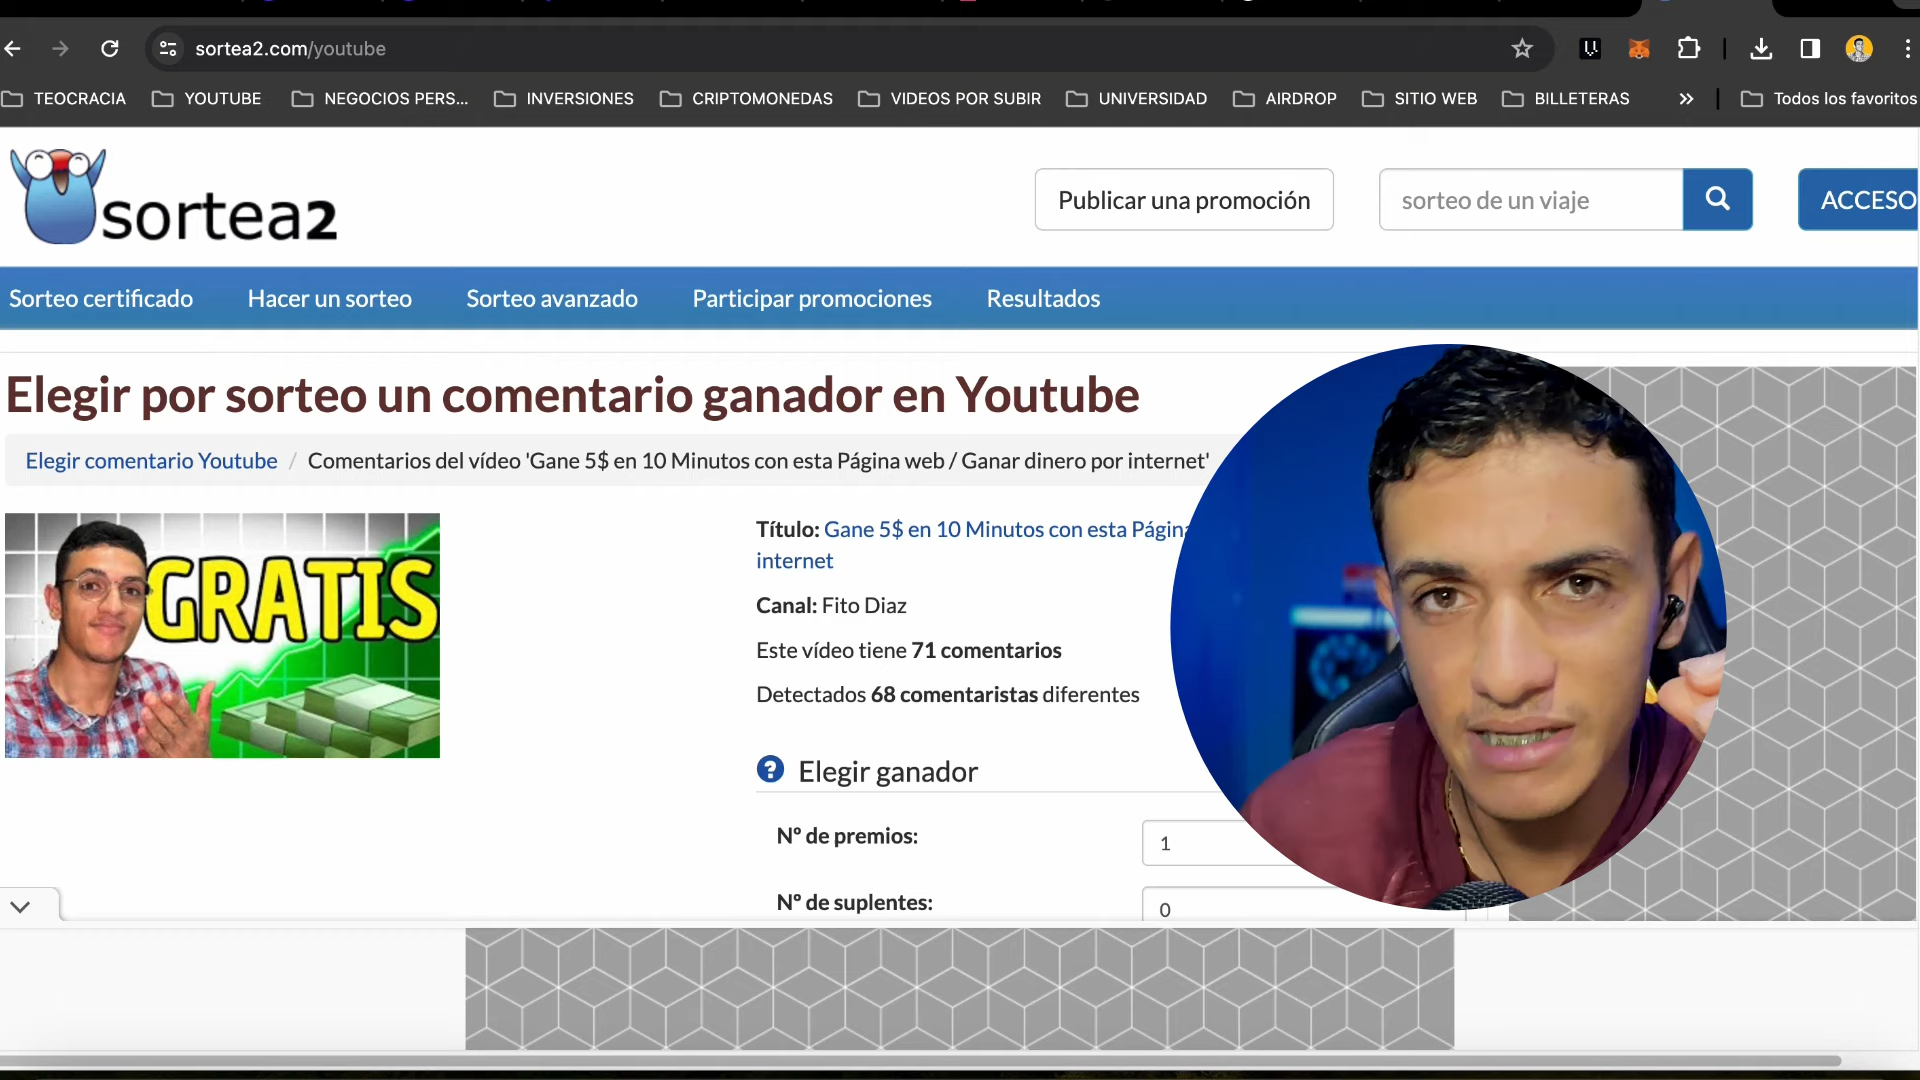 sortea2.com/youtube
TEOCRACIA
YOUTUBE
NEGOCIOS PERS...
INVERSIONES
CRIPTOMONEDAS
VIDEOS POR SUBIR
UNIVERSIDAD
AIRDROP
SITIO WEB
BILLETERAS
Todos los favoritos
sortea2
Publicar una promoción
sorteo de un viaje
ACCESO
Sorteo certificado
Hacer un sorteo
Sorteo avanzado
Participar promociones
Resultados
Elegir por sorteo un comentario ganador en Youtube
Elegir comentario Youtube / Comentarios del vídeo 'Gane 5$ en 10 Minutos con esta Página web / Ganar dinero por internet'
GRATIS
Título: Gane 5$ en 10 Minutos con esta Página
internet
Canal: Fito Diaz
Este vídeo tiene 71 comentarios
Detectados 68 comentaristas diferentes
? Elegir ganador
Nº de premios:
1
Nº de suplentes:
0